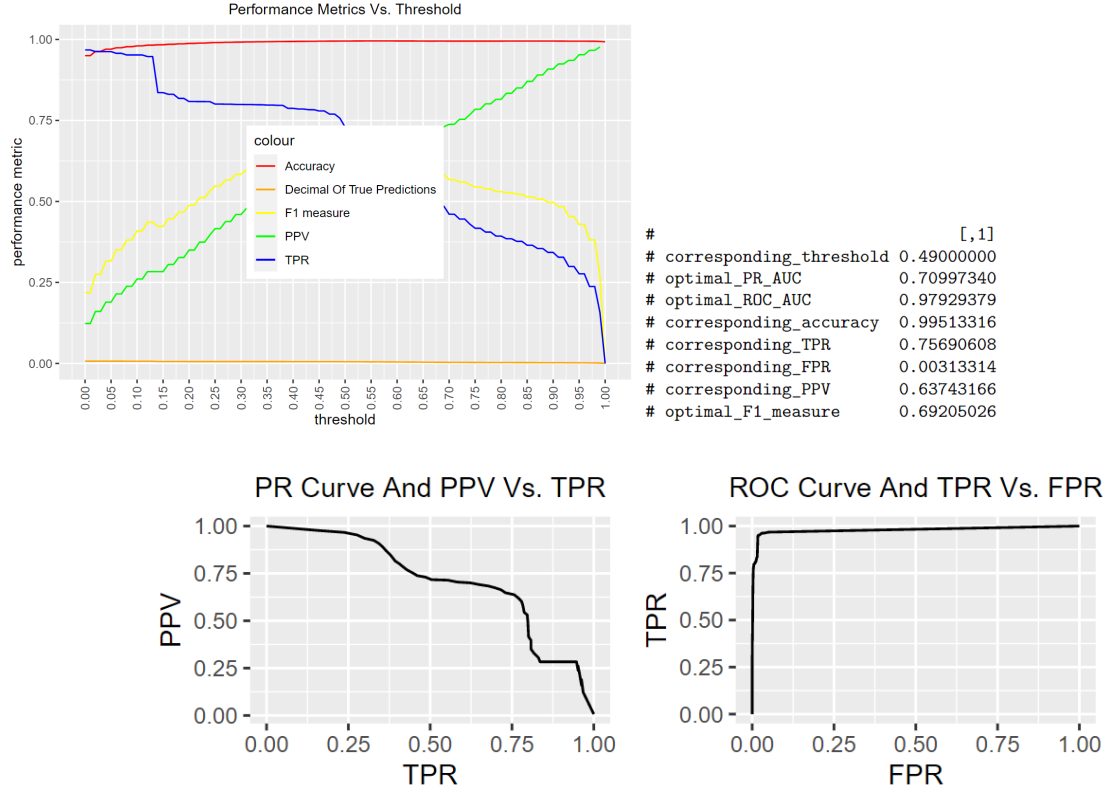 Performance Metrics Vs. Threshold
performance metric
1.00
0.75
0.50
0.25
0.00
colour
Accuracy
Decimal Of True Predictions
F1 measure
PPV
TPR
0.00 0.05 0.10 0.15 0.20 0.25 0.30 0.35 0.40 0.45 0.50 0.55 0.60 0.65 0.70 0.75 0.80 0.85 0.90 0.95 1.00
threshold
# [,1]
# corresponding_threshold 0.49000000
# optimal_PR_AUC 0.70997340
# optimal_ROC_AUC 0.97929379
# corresponding_accuracy 0.99513316
# corresponding_TPR 0.75690608
# corresponding_FPR 0.00313314
# corresponding_PPV 0.63743166
# optimal_F1_measure 0.69205026
PR Curve And PPV Vs. TPR
PPV
1.00
0.75
0.50
0.25
0.00
0.00 0.25 0.50 0.75 1.00
TPR
ROC Curve And TPR Vs. FPR
TPR
1.00
0.75
0.50
0.25
0.00
0.00 0.25 0.50 0.75 1.00
FPR